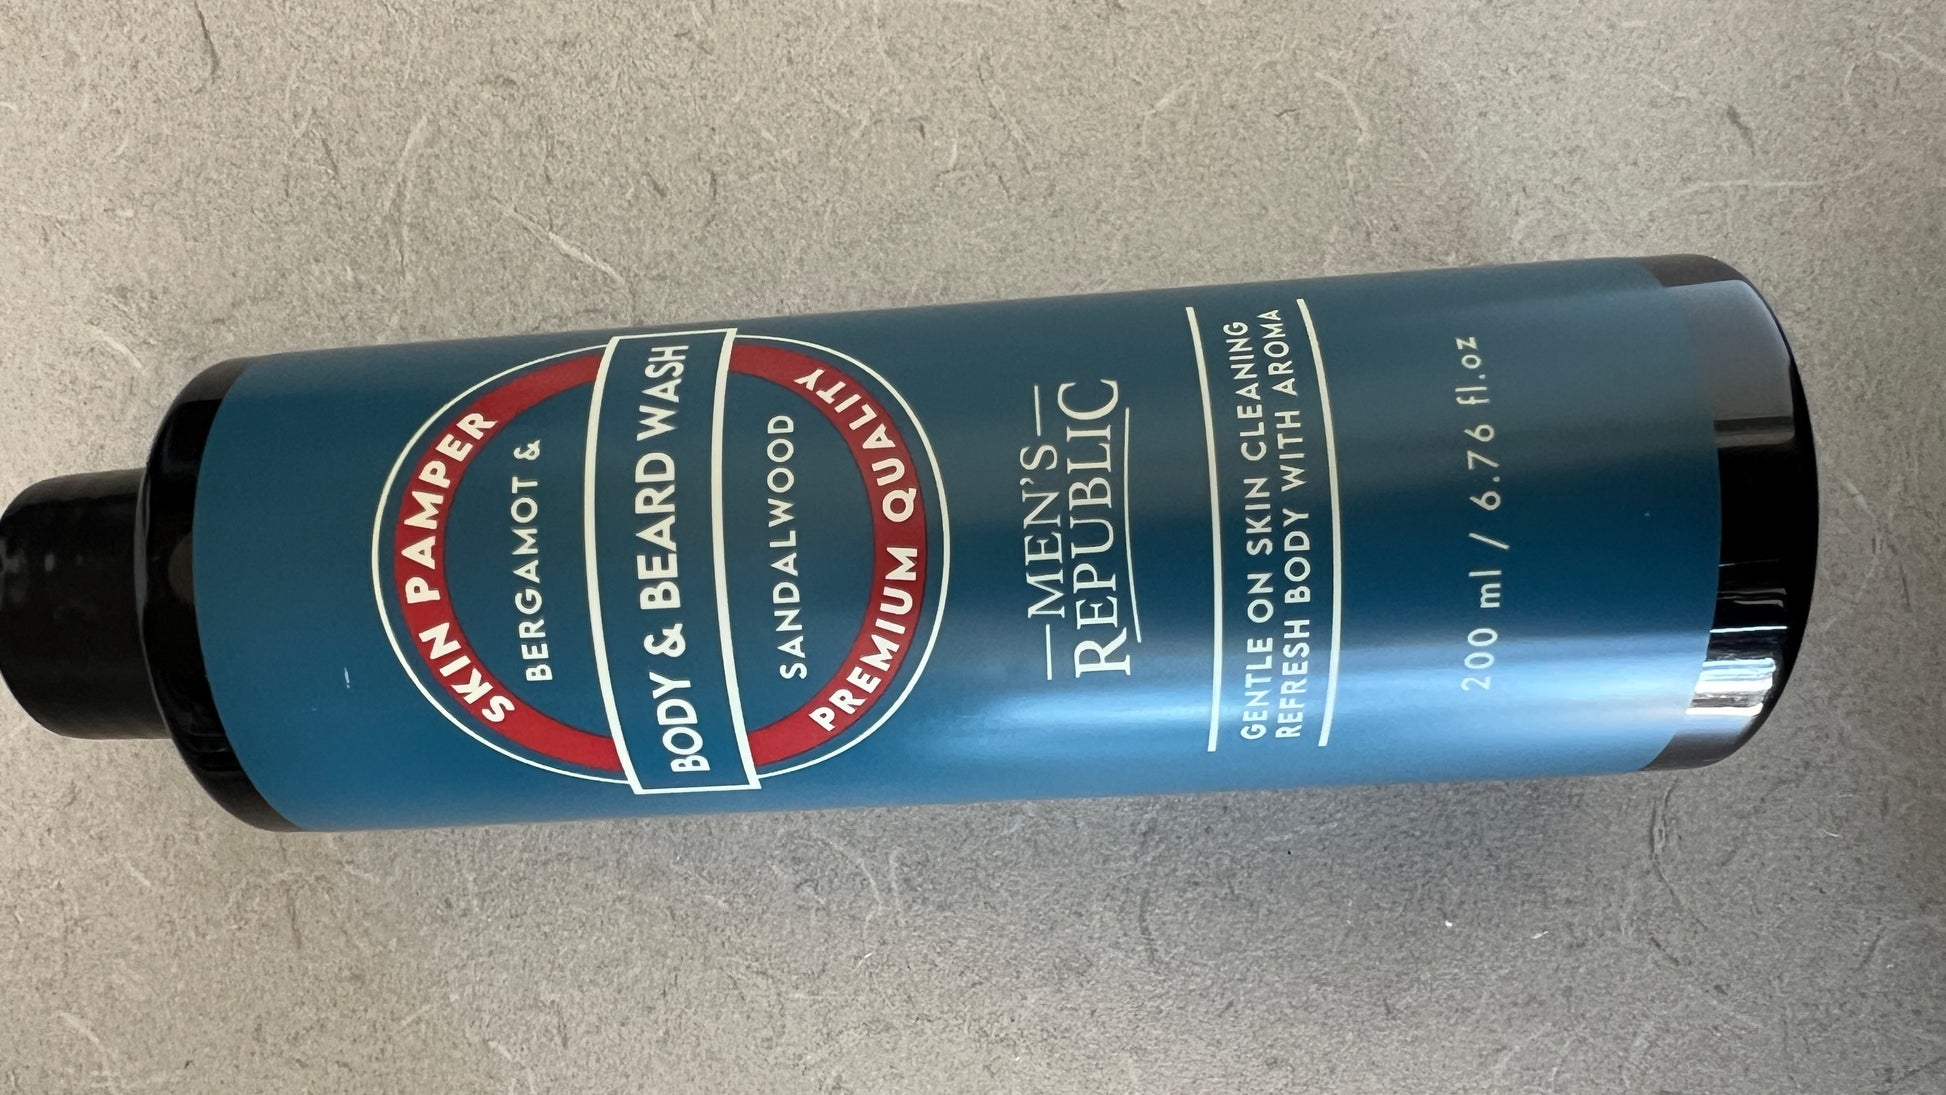 SKIN PAMPER
BERGAMOT &
BODY & BEARD WASH
SANDALWOOD
PREMIUM QUALITY
MEN'S
REPUBLIC
GENTLE ON SKIN CLEANING
REFRESH BODY WITH AROMA
200 ml / 6.76 fl.oz